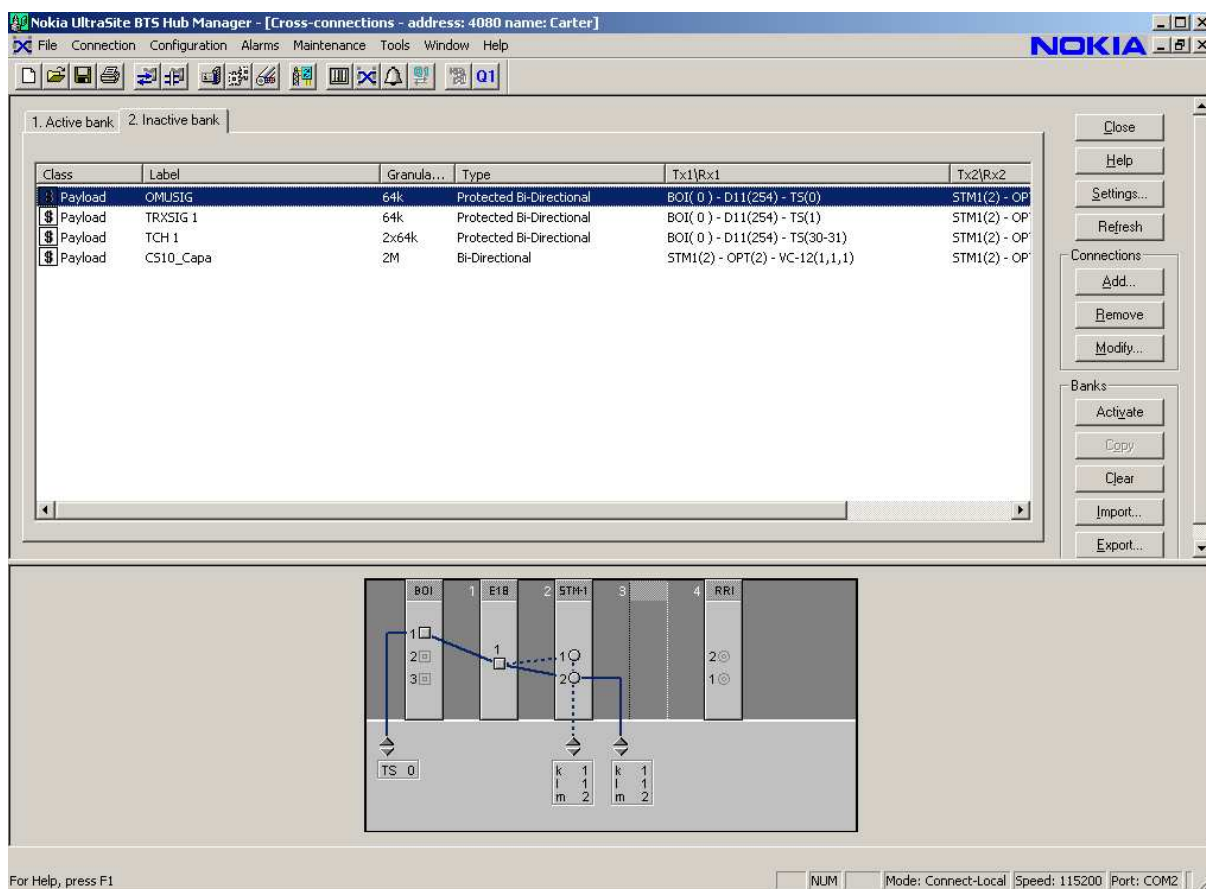 Nokia UltraSite BTS Hub Manager - [Cross-connections - address: 4080 name: Carter]
File Connection Configuration Alarms Maintenance Tools Window Help
NOKIA
Q1
1. Active bank 2. Inactive bank
Class Label Granula... Type Tx1\Rx1 Tx2\Rx2
Payload OMUSIG 64k Protected Bi-Directional BOI( 0 ) - D11(254) - TS(0) STM1(2) - OP
$ Payload TRXSIG 1 64k Protected Bi-Directional BOI( 0 ) - D11(254) - TS(1) STM1(2) - OP
$ Payload TCH 1 2x64k Protected Bi-Directional BOI( 0 ) - D11(254) - TS(30-31) STM1(2) - OP
$ Payload CS10_Capa 2M Bi-Directional STM1(2) - OPT(2) - VC-12(1,1,1) STM1(2) - OP
Close
Help
Settings...
Refresh
Connections
Add...
Remove
Modify...
Banks
Activate
Copy
Clear
Import...
Export...
BOI 1 E1B 2 STM-1 3 4 RRI
1
2
3
1
1
2
2
1
TS 0
k 1
l 1
m 2
k 1
l 1
m 2
For Help, press F1 NUM Mode: Connect-Local Speed: 115200 Port: COM2